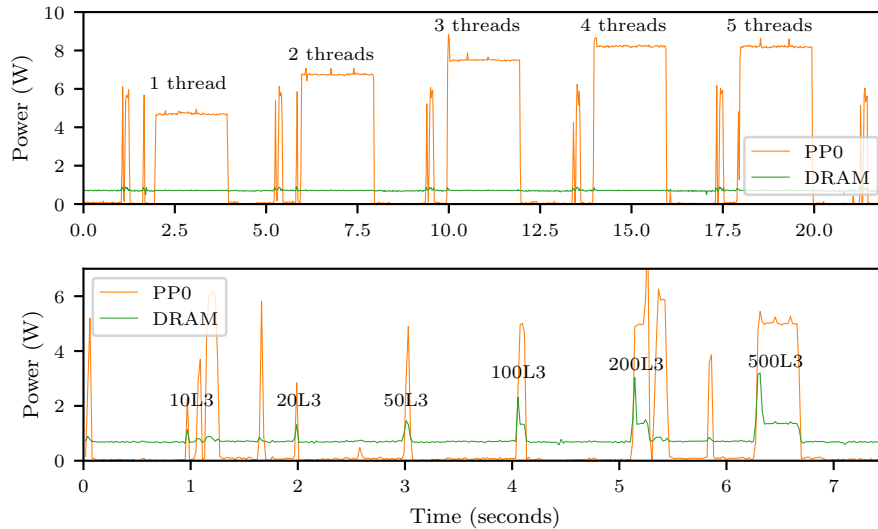 10
8
6
4
2
0
Power (W)
1 thread
2 threads
3 threads
4 threads
5 threads
PP0
DRAM
0.0
2.5
5.0
7.5
10.0
12.5
15.0
17.5
20.0
6
4
2
0
Power (W)
PP0
DRAM
10L3
20L3
50L3
100L3
200L3
500L3
0
1
2
3
4
5
6
7
Time (seconds)